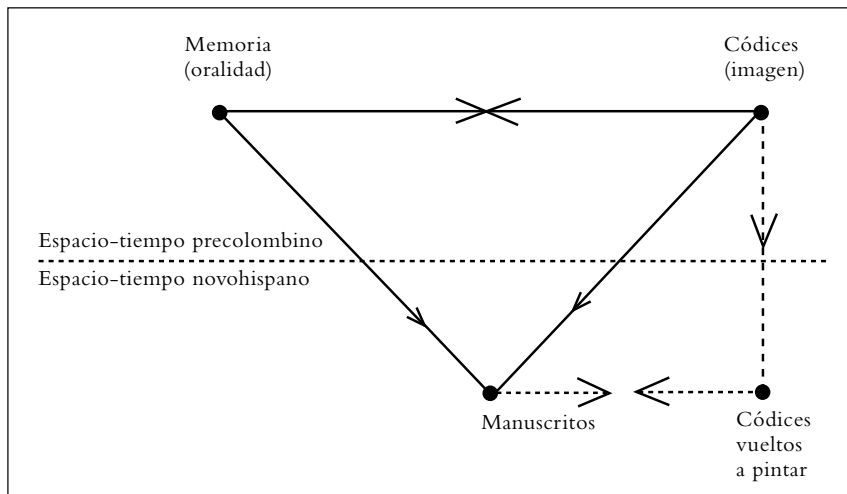 Memoria
(oralidad)
Códices
(imagen)
Espacio-tiempo precolombino
Espacio-tiempo novohispano
Manuscritos
Códices
vueltos
a pintar